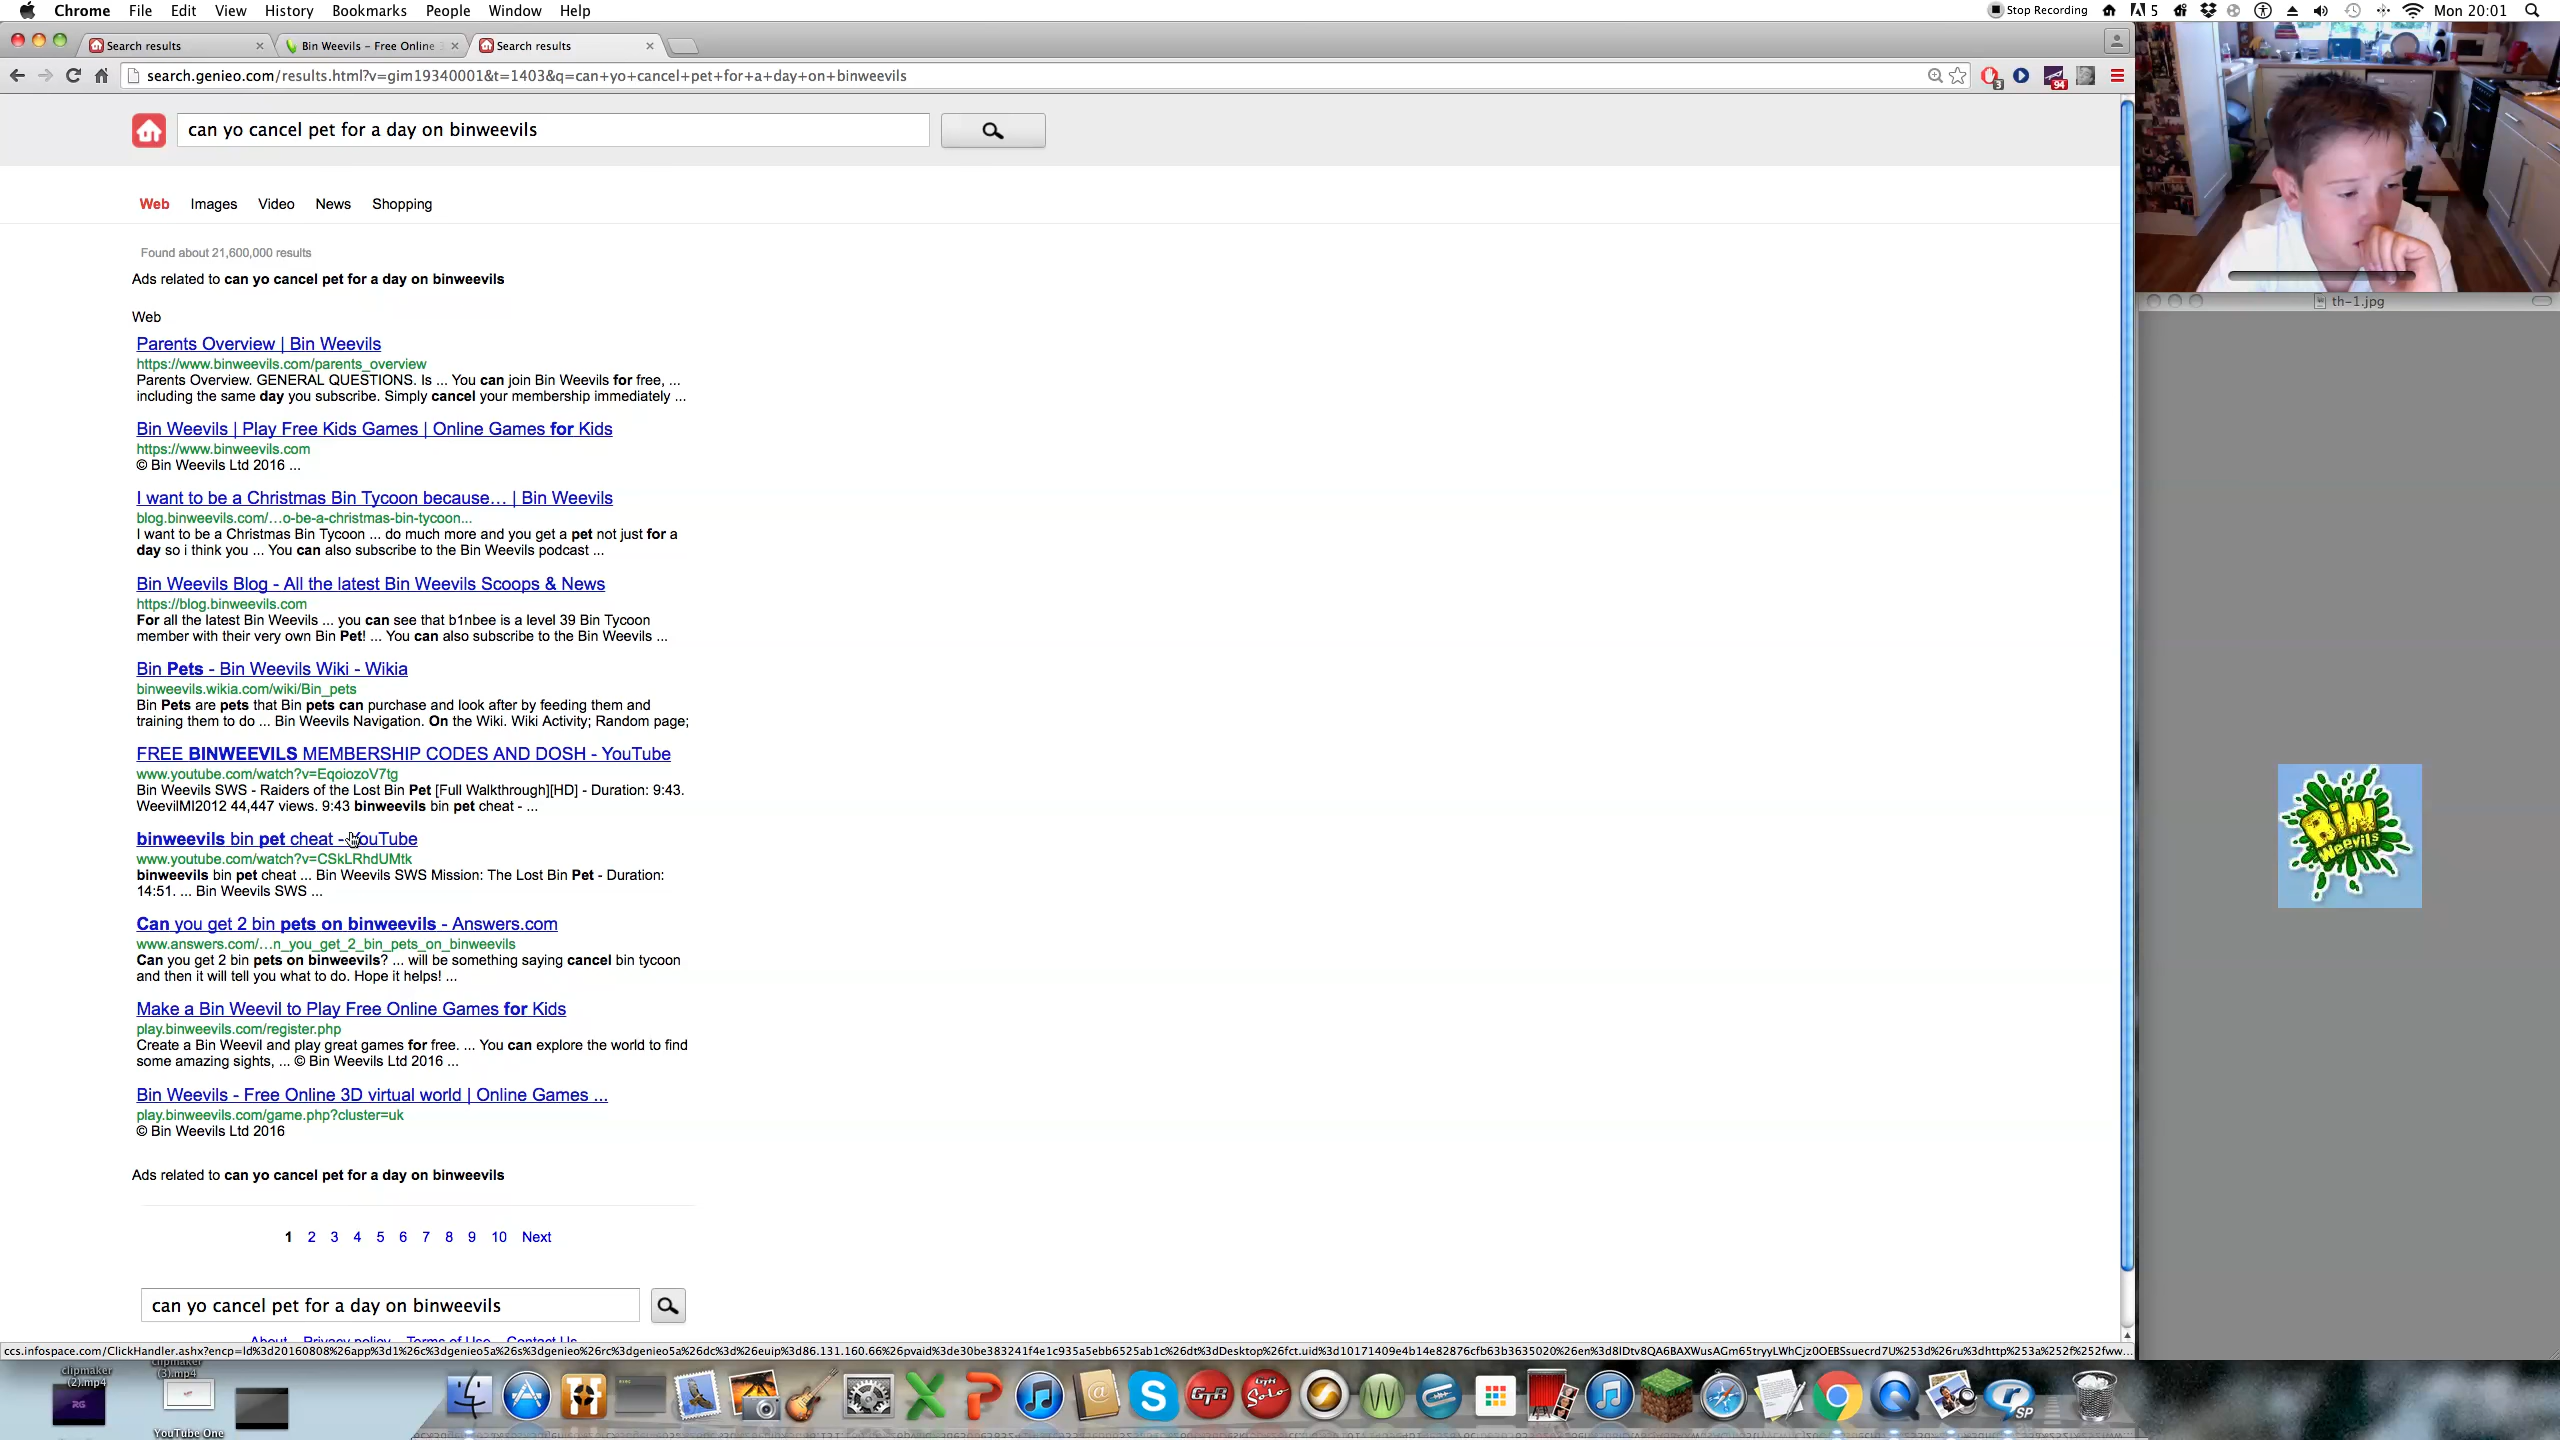 Chrome File Edit View History Bookmarks People Window Help Stop Recording 5 Mon 20:01
Search results Bin Weevils – Free Online Search results
search.genieo.com/results.html?v=gim19340001&t=1403&q=can+yo+cancel+pet+for+a+day+on+binweevils 3 94
can yo cancel pet for a day on binweevils
Web Images Video News Shopping
Found about 21,600,000 results
Ads related to can yo cancel pet for a day on binweevils
Web
Parents Overview | Bin Weevils
https://www.binweevils.com/parents_overview
Parents Overview. GENERAL QUESTIONS. Is ... You can join Bin Weevils for free, ...
including the same day you subscribe. Simply cancel your membership immediately ...
Bin Weevils | Play Free Kids Games | Online Games for Kids
https://www.binweevils.com
© Bin Weevils Ltd 2016 ...
I want to be a Christmas Bin Tycoon because… | Bin Weevils
blog.binweevils.com/…o-be-a-christmas-bin-tycoon...
I want to be a Christmas Bin Tycoon ... do much more and you get a pet not just for a
day so i think you ... You can also subscribe to the Bin Weevils podcast ...
Bin Weevils Blog - All the latest Bin Weevils Scoops & News
https://blog.binweevils.com
For all the latest Bin Weevils ... you can see that b1nbee is a level 39 Bin Tycoon
member with their very own Bin Pet! ... You can also subscribe to the Bin Weevils ...
Bin Pets - Bin Weevils Wiki - Wikia
binweevils.wikia.com/wiki/Bin_pets
Bin Pets are pets that Bin pets can purchase and look after by feeding them and
training them to do ... Bin Weevils Navigation. On the Wiki. Wiki Activity; Random page;
FREE BINWEEVILS MEMBERSHIP CODES AND DOSH - YouTube
www.youtube.com/watch?v=EqoiozoV7tg
Bin Weevils SWS - Raiders of the Lost Bin Pet [Full Walkthrough][HD] - Duration: 9:43.
WeevilMI2012 44,447 views. 9:43 binweevils bin pet cheat - ...
binweevils bin pet cheat - YouTube
www.youtube.com/watch?v=CSkLRhdUMtk
binweevils bin pet cheat ... Bin Weevils SWS Mission: The Lost Bin Pet - Duration:
14:51. ... Bin Weevils SWS ...
Can you get 2 bin pets on binweevils - Answers.com
www.answers.com/…n_you_get_2_bin_pets_on_binweevils
Can you get 2 bin pets on binweevils? ... will be something saying cancel bin tycoon
and then it will tell you what to do. Hope it helps! ...
Make a Bin Weevil to Play Free Online Games for Kids
play.binweevils.com/register.php
Create a Bin Weevil and play great games for free. ... You can explore the world to find
some amazing sights, ... © Bin Weevils Ltd 2016 ...
Bin Weevils - Free Online 3D virtual world | Online Games ...
play.binweevils.com/game.php?cluster=uk
© Bin Weevils Ltd 2016
Ads related to can yo cancel pet for a day on binweevils
1 2 3 4 5 6 7 8 9 10 Next
can yo cancel pet for a day on binweevils
About Privacy policy Terms of Use Contact Us
th-1.jpg
BiN Weevils
clipmaker (2).mp4
clipmaker (3).mp4
YouTube One
RG
GTR
GTR Solo
SP